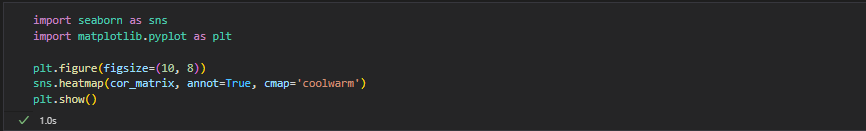 import seaborn as sns
import matplotlib.pyplot as plt
plt.figure(figsize=(10, 8))
sns.heatmap(cor_matrix, annot=True, cmap='coolwarm')
plt.show()
1.0s